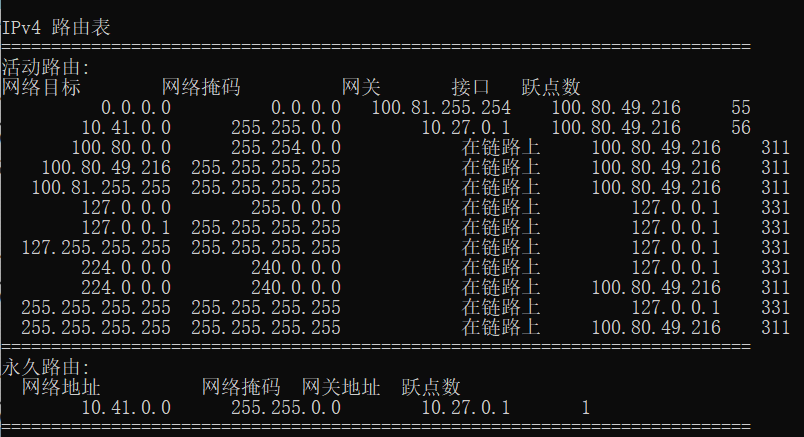 IPv4 路由表
===========================================================================
活动路由:
网络目标        网络掩码          网关       接口   跃点数
          0.0.0.0          0.0.0.0   100.81.255.254    100.80.49.216     55
        10.41.0.0      255.255.0.0        10.27.0.1    100.80.49.216     56
       100.80.0.0      255.254.0.0            在链路上     100.80.49.216    311
    100.80.49.216  255.255.255.255            在链路上     100.80.49.216    311
   100.81.255.255  255.255.255.255            在链路上     100.80.49.216    311
        127.0.0.0        255.0.0.0            在链路上         127.0.0.1    331
        127.0.0.1  255.255.255.255            在链路上         127.0.0.1    331
  127.255.255.255  255.255.255.255            在链路上         127.0.0.1    331
        224.0.0.0        240.0.0.0            在链路上         127.0.0.1    331
        224.0.0.0        240.0.0.0            在链路上     100.80.49.216    311
  255.255.255.255  255.255.255.255            在链路上         127.0.0.1    331
  255.255.255.255  255.255.255.255            在链路上     100.80.49.216    311
===========================================================================
永久路由:
  网络地址          网络掩码  网关地址  跃点数
        10.41.0.0      255.255.0.0        10.27.0.1       1
===========================================================================